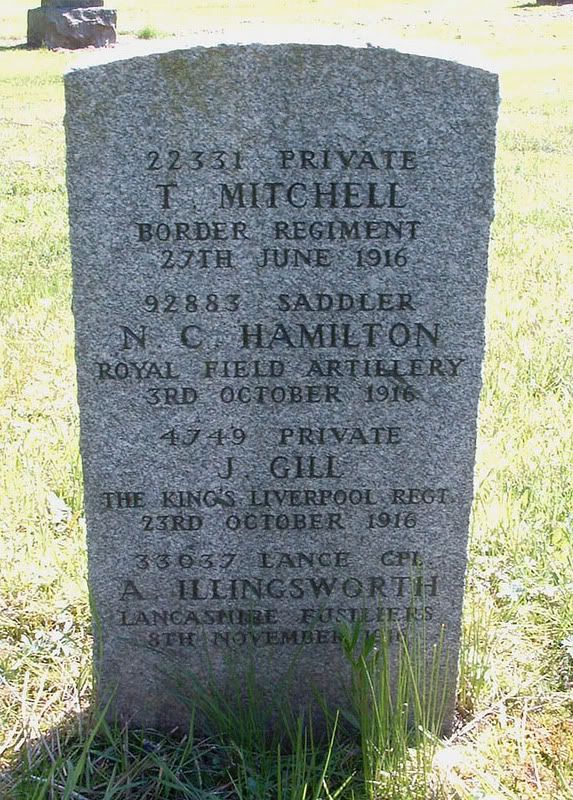 22331 PRIVATE
T. MITCHELL
BORDER REGIMENT
27TH JUNE 1916
92883 SADDLER
N. C. HAMILTON
ROYAL FIELD ARTILLERY
3RD OCTOBER 1916
4749 PRIVATE
J. GILL
THE KING'S LIVERPOOL REGT.
23RD OCTOBER 1916
33637 LANCE CPL.
A. ILLINGSWORTH
LANCASHIRE FUSILIERS
8TH NOVEMBER